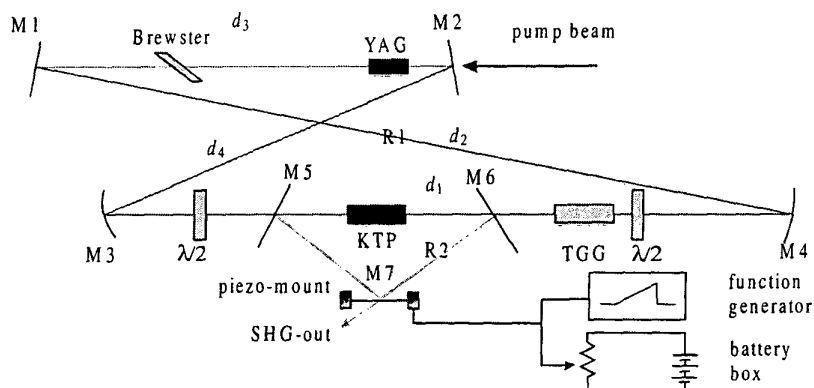 M1
Brewster
d3
YAG
M2
pump beam
d4
R1
d2
M5
d1
M6
M3
λ/2
KTP
R2
TGG
λ/2
M4
M7
piezo-mount
SHG-out
function
generator
battery
box